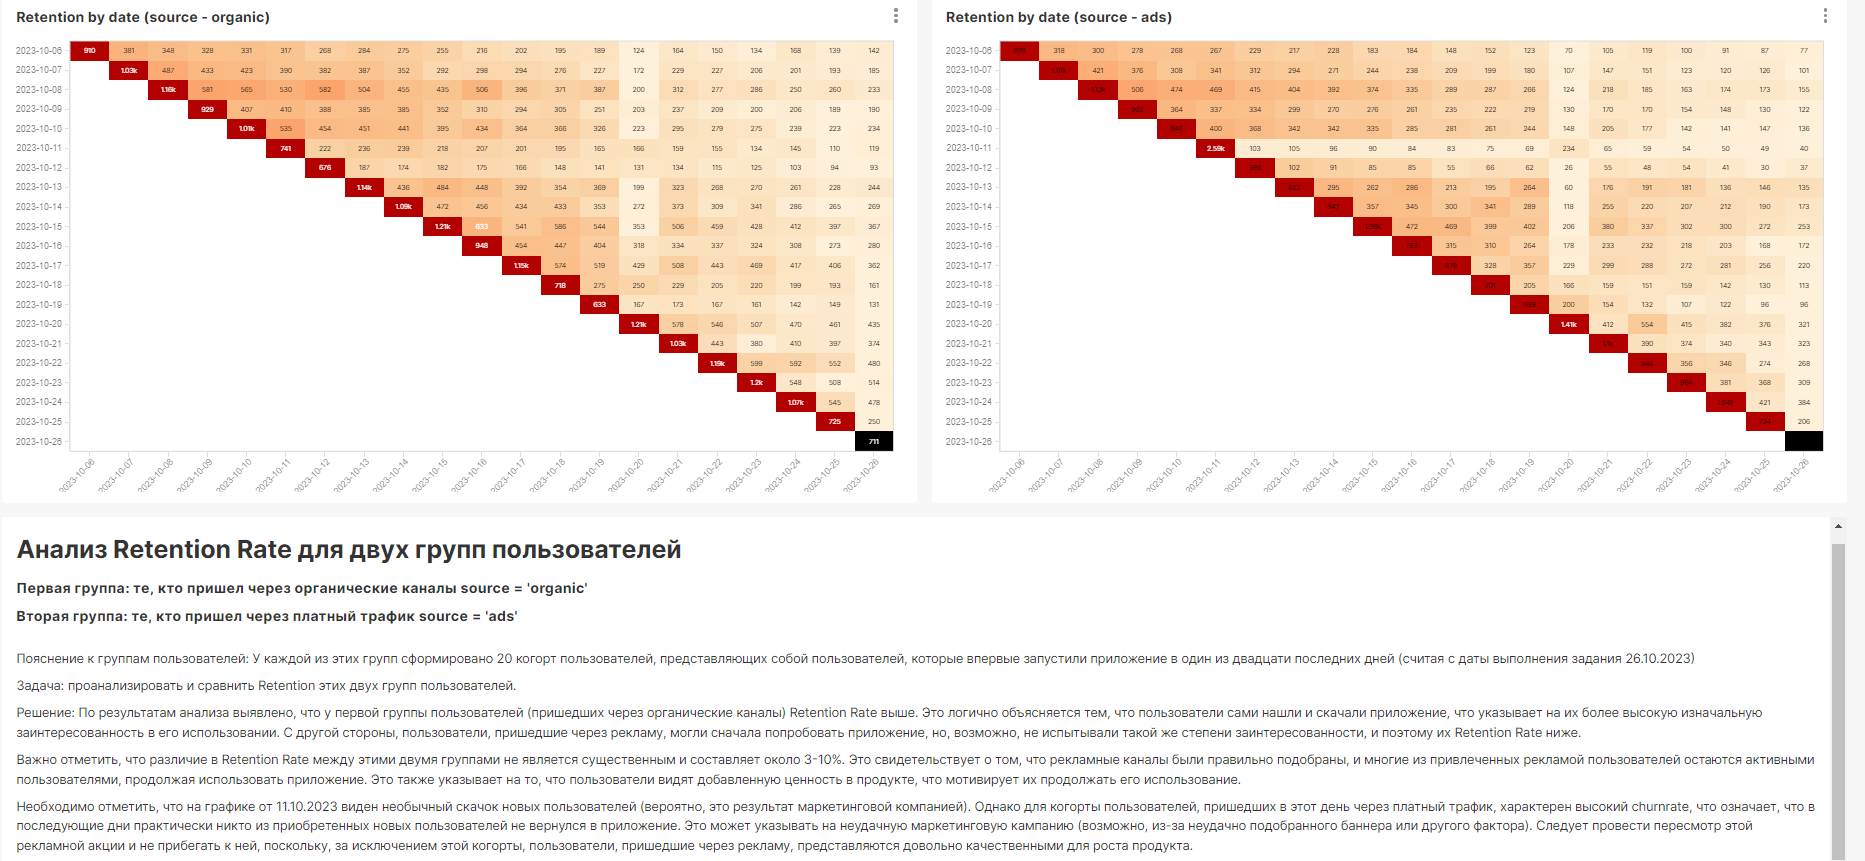 Retention by date (source - organic)
2023-10-06 910 381 348 328 331 317 268 284 275 255 216 202 195 189 124 164 150 134 168 139 142
2023-10-07 1.03k 487 433 423 390 382 387 352 292 298 294 276 227 172 229 227 206 201 193 185
2023-10-08 1.16k 581 565 530 582 504 455 435 506 396 371 387 200 312 277 286 250 260 233
2023-10-09 929 407 410 388 385 385 352 310 294 305 251 203 237 209 200 206 189 190
2023-10-10 1.01k 535 454 451 441 395 434 364 366 326 223 295 279 275 239 223 234
2023-10-11 741 222 236 239 218 207 201 195 165 166 159 155 134 145 110 119
2023-10-12 676 187 174 182 175 166 148 141 131 134 115 125 103 94 93
2023-10-13 1.14k 436 484 448 392 354 369 199 323 268 270 261 228 244
2023-10-14 1.09k 472 456 434 433 353 272 373 309 341 286 265 269
2023-10-15 1.21k 633 541 586 544 353 506 459 428 412 397 367
2023-10-16 948 454 447 404 318 334 337 324 308 273 280
2023-10-17 1.15k 574 519 429 508 443 469 417 406 362
2023-10-18 718 275 250 229 205 220 199 193 161
2023-10-19 633 167 173 167 161 142 149 131
2023-10-20 1.21k 578 546 507 470 461 435
2023-10-21 1.03k 443 380 410 397 374
2023-10-22 1.19k 599 592 552 480
2023-10-23 1.2k 548 508 514
2023-10-24 1.07k 545 478
2023-10-25 725 250
2023-10-26 711
2023-10-06 2023-10-07 2023-10-08 2023-10-09 2023-10-10 2023-10-11 2023-10-12 2023-10-13 2023-10-14 2023-10-15 2023-10-16 2023-10-17 2023-10-18 2023-10-19 2023-10-20 2023-10-21 2023-10-22 2023-10-23 2023-10-24 2023-10-25 2023-10-26
Retention by date (source - ads)
2023-10-06 318 300 278 268 267 229 217 228 183 184 148 152 123 70 105 119 100 91 87 77
2023-10-07 421 376 308 341 312 294 271 244 238 209 199 180 107 147 151 123 120 126 101
2023-10-08 506 474 469 415 404 392 374 335 289 287 266 124 218 185 163 174 173 155
2023-10-09 364 337 334 299 270 276 261 235 222 219 130 170 170 154 148 130 122
2023-10-10 400 368 342 342 335 285 281 261 244 148 205 177 142 141 147 136
2023-10-11 2.59k 103 105 96 90 84 83 75 69 234 65 59 54 50 49 40
2023-10-12 102 91 85 85 55 66 62 26 55 48 54 41 30 37
2023-10-13 295 262 286 213 195 264 60 176 191 181 136 146 135
2023-10-14 357 345 300 341 289 118 255 220 207 212 190 173
2023-10-15 472 469 399 402 206 380 337 302 300 272 253
2023-10-16 315 310 264 178 233 232 218 203 168 172
2023-10-17 328 357 229 299 288 272 281 256 220
2023-10-18 205 166 159 151 159 142 130 113
2023-10-19 200 154 132 107 122 96 96
2023-10-20 1.41k 412 554 415 382 376 321
2023-10-21 390 374 340 343 323
2023-10-22 356 346 274 268
2023-10-23 381 368 309
2023-10-24 421 384
2023-10-25 206
2023-10-26
2023-10-06 2023-10-07 2023-10-08 2023-10-09 2023-10-10 2023-10-11 2023-10-12 2023-10-13 2023-10-14 2023-10-15 2023-10-16 2023-10-17 2023-10-18 2023-10-19 2023-10-20 2023-10-21 2023-10-22 2023-10-23 2023-10-24 2023-10-25 2023-10-26
Анализ Retention Rate для двух групп пользователей
Первая группа: те, кто пришел через органические каналы source = 'organic'
Вторая группа: те, кто пришел через платный трафик source = 'ads'
Пояснение к группам пользователей: У каждой из этих групп сформировано 20 когорт пользователей, представляющих собой пользователей, которые впервые запустили приложение в один из двадцати последних дней (считая с даты выполнения задания 26.10.2023)
Задача: проанализировать и сравнить Retention этих двух групп пользователей.
Решение: По результатам анализа выявлено, что у первой группы пользователей (пришедших через органические каналы) Retention Rate выше. Это логично объясняется тем, что пользователи сами нашли и скачали приложение, что указывает на их более высокую изначальную
заинтересованность в его использовании. С другой стороны, пользователи, пришедшие через рекламу, могли сначала попробовать приложение, но, возможно, не испытывали такой же степени заинтересованности, и поэтому их Retention Rate ниже.
Важно отметить, что различие в Retention Rate между этими двумя группами не является существенным и составляет около 3-10%. Это свидетельствует о том, что рекламные каналы были правильно подобраны, и многие из привлеченных рекламой пользователей остаются активными
пользователями, продолжая использовать приложение. Это также указывает на то, что пользователи видят добавленную ценность в продукте, что мотивирует их продолжать его использование.
Необходимо отметить, что на графике от 11.10.2023 виден необычный скачок новых пользователей (вероятно, это результат маркетинговой компанией). Однако для когорты пользователей, пришедших в этот день через платный трафик, характерен высокий churnrate, что означает, что в
последующие дни практически никто из приобретенных новых пользователей не вернулся в приложение. Это может указывать на неудачную маркетинговую кампанию (возможно, из-за неудачно подобранного баннера или другого фактора). Следует провести пересмотр этой
рекламной акции и не прибегать к ней, поскольку, за исключением этой когорты, пользователи, пришедшие через рекламу, представляются довольно качественными для роста продукта.